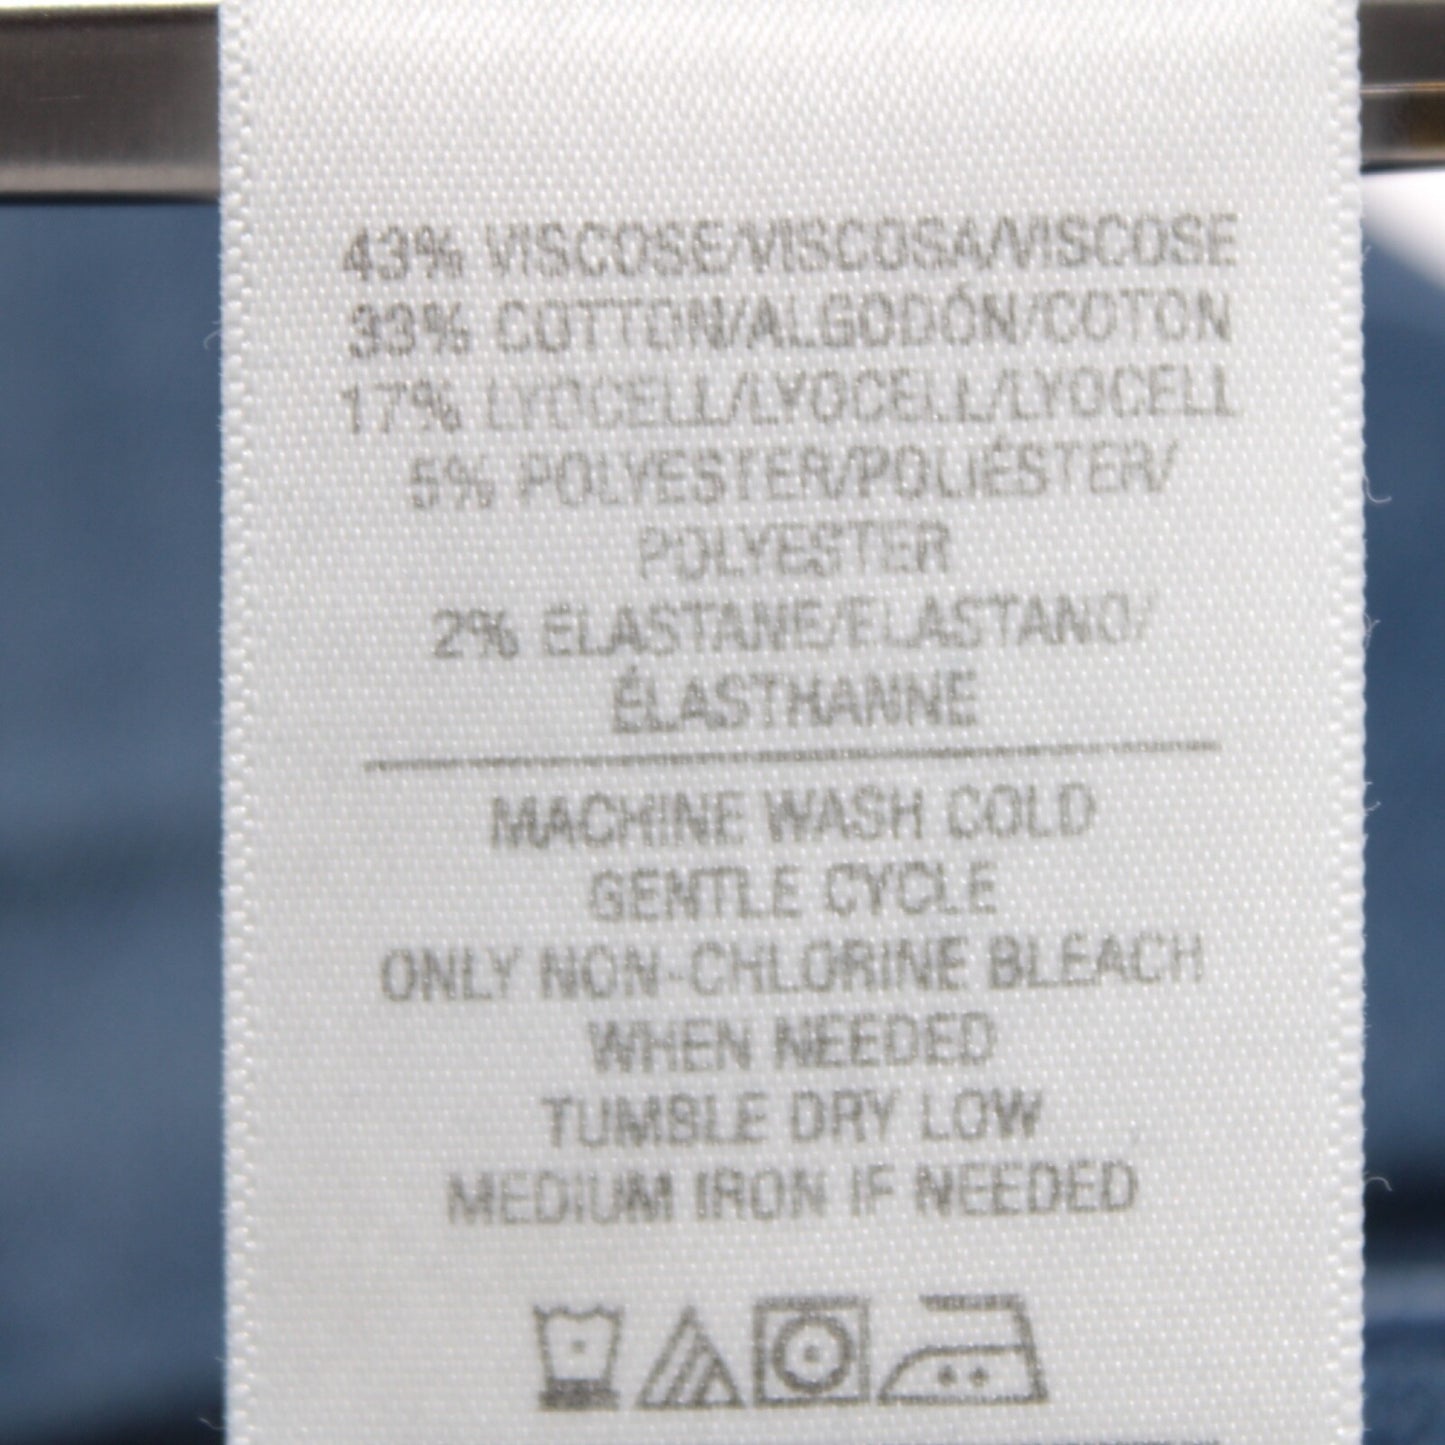 43% VISCOSE/VISCOSA/VISCOSE
33% COTTON/ALGODÓN/COTON
17% LYOCELL/LYOCELL/LYOCELL
5% POLYESTER/POLIÉSTER/
POLYESTER
2% ELASTANE/ELASTANO/
ÉLASTHANNE
MACHINE WASH COLD
GENTLE CYCLE
ONLY NON-CHLORINE BLEACH
WHEN NEEDED
TUMBLE DRY LOW
MEDIUM IRON IF NEEDED